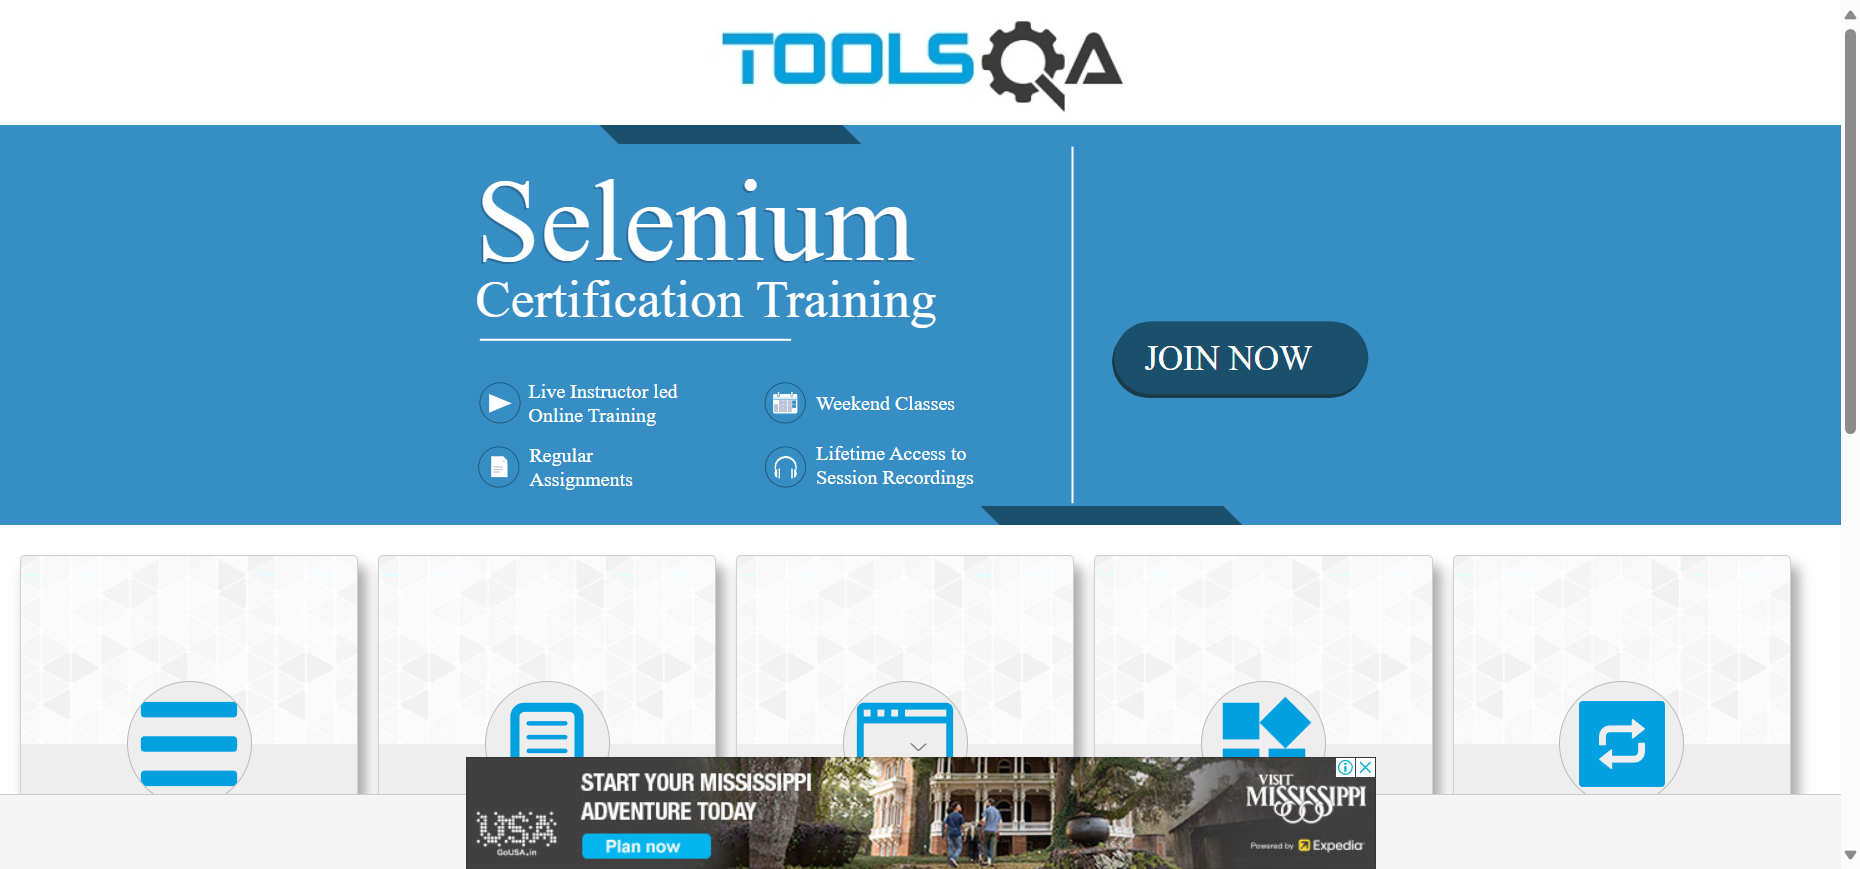 TOOLSQA
Selenium
Certification Training
JOIN NOW
Live Instructor led
Online Training
Weekend Classes
Regular
Assignments
Lifetime Access to
Session Recordings
START YOUR MISSISSIPPI
ADVENTURE TODAY
Plan now
USA
GoUSA.in
VISIT
MISSISSIPPI
Powered by Expedia